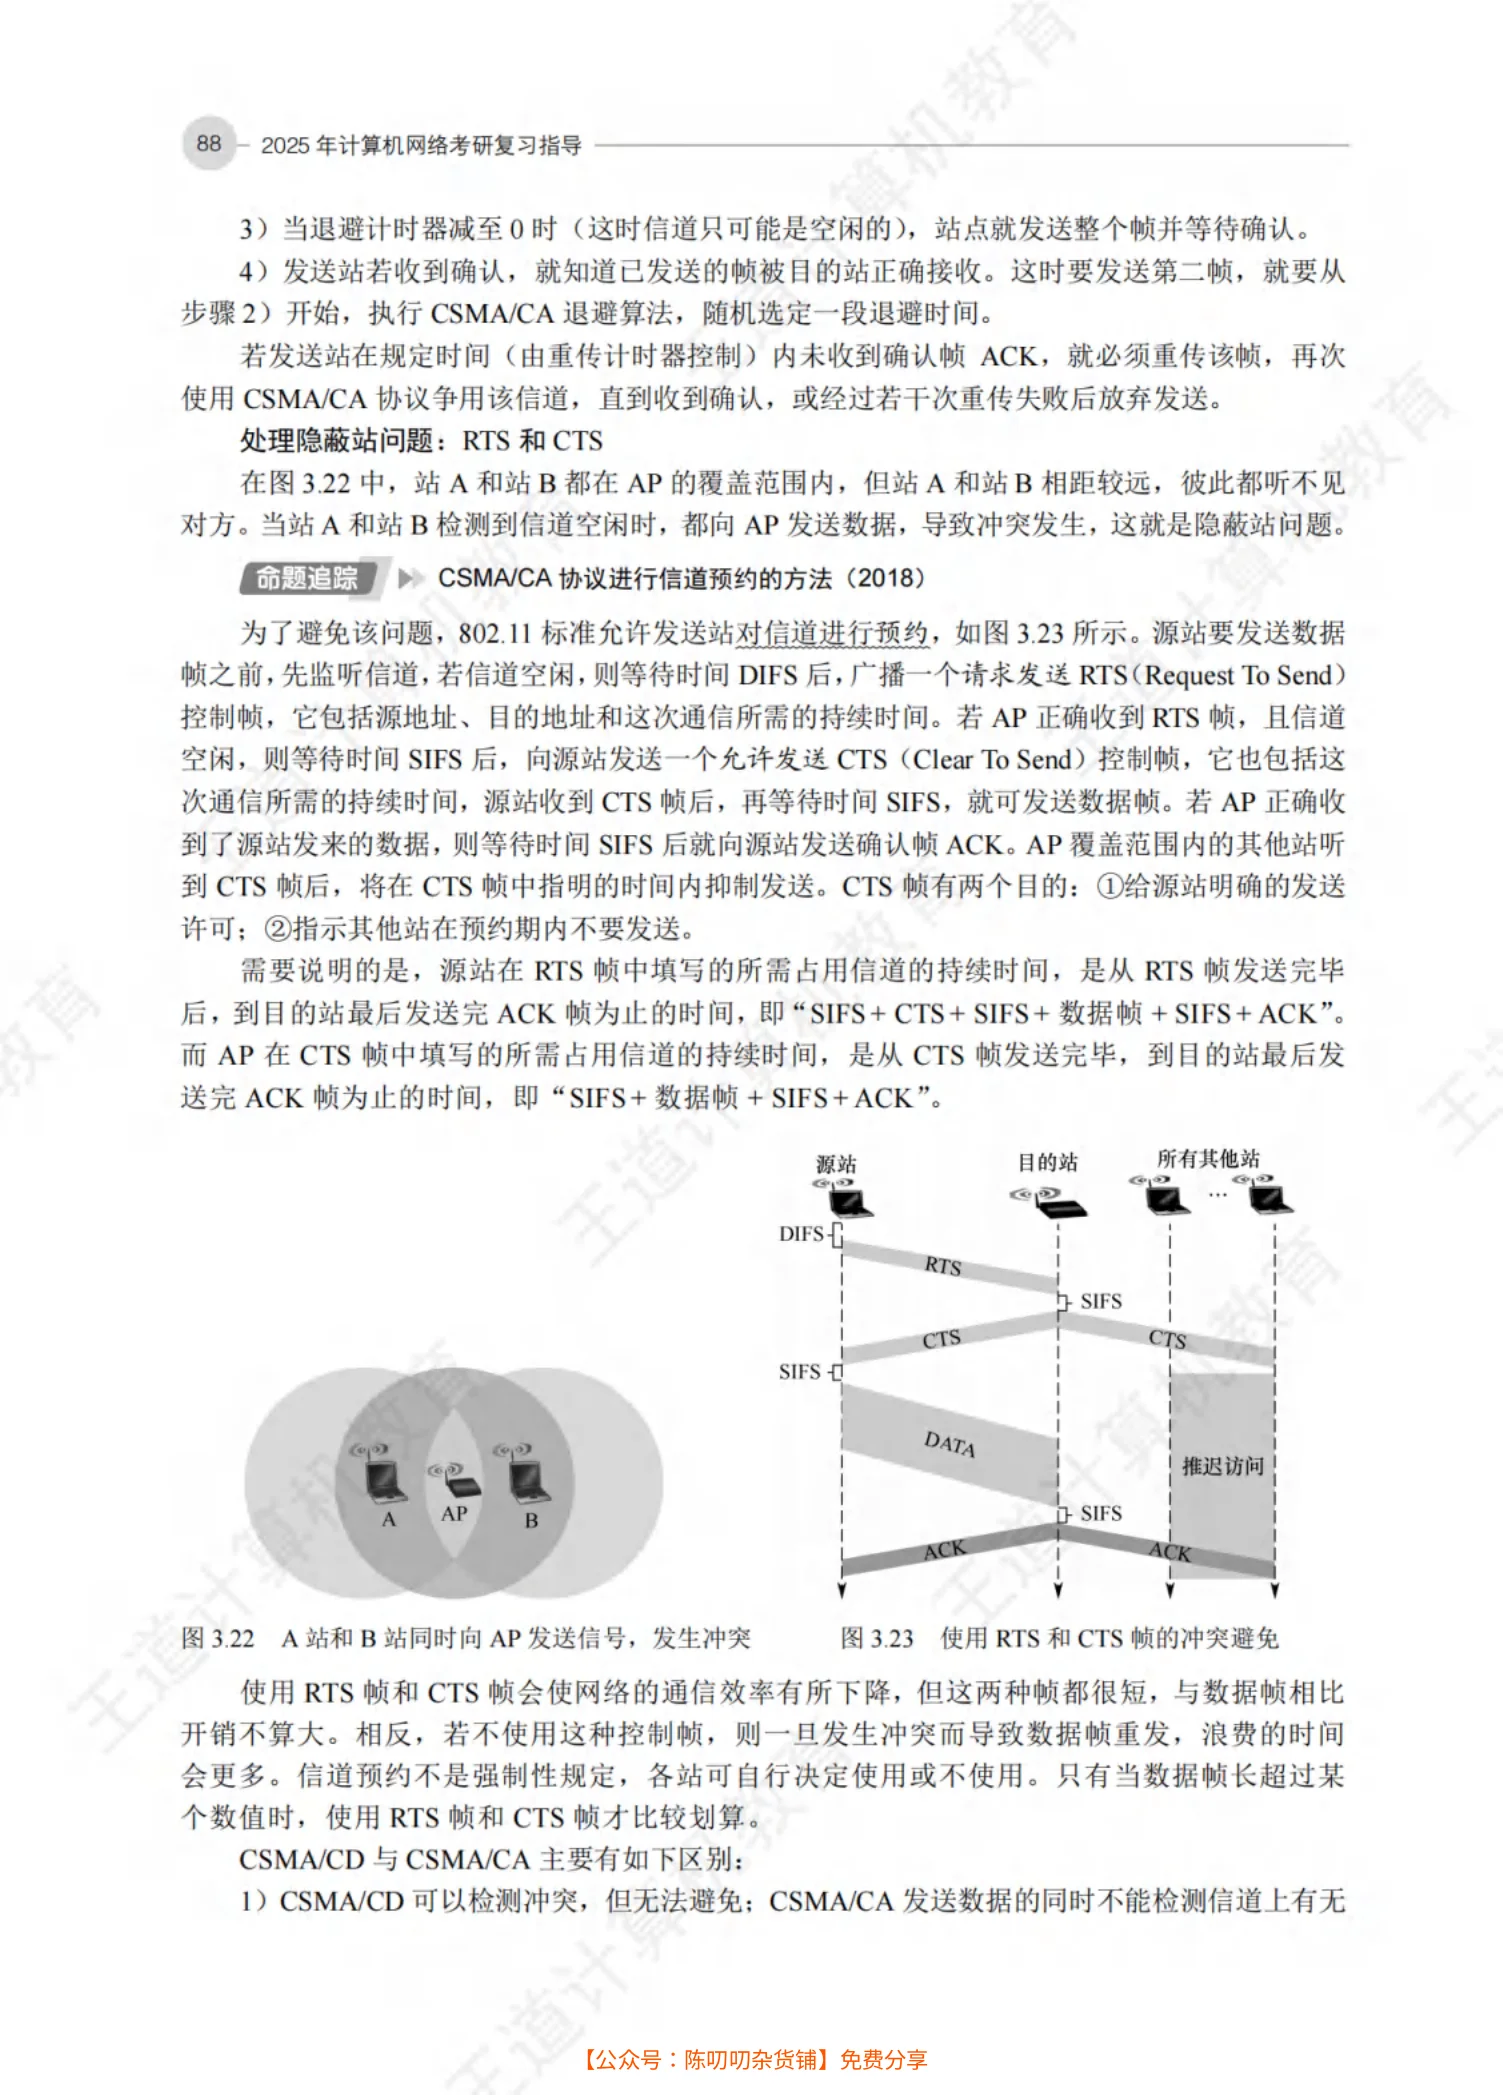 88 2025 年计算机网络考研复习指导
3）当退避计时器减至 0 时（这时信道只可能是空闲的），站点就发送整个帧并等待确认。
4）发送站若收到确认，就知道已发送的帧被目的站正确接收。这时要发送第二帧，就要从
步骤 2）开始，执行 CSMA/CA 退避算法，随机选定一段退避时间。
若发送站在规定时间（由重传计时器控制）内未收到确认帧 ACK，就必须重传该帧，再次
使用 CSMA/CA 协议争用该信道，直到收到确认，或经过若干次重传失败后放弃发送。
处理隐蔽站问题：RTS 和 CTS
在图 3.22 中，站 A 和站 B 都在 AP 的覆盖范围内，但站 A 和站 B 相距较远，彼此都听不见
对方。当站 A 和站 B 检测到信道空闲时，都向 AP 发送数据，导致冲突发生，这就是隐蔽站问题。
命题追踪 CSMA/CA 协议进行信道预约的方法（2018）
为了避免该问题，802.11 标准允许发送站对信道进行预约，如图 3.23 所示。源站要发送数据
帧之前，先监听信道，若信道空闲，则等待时间 DIFS 后，广播一个请求发送 RTS（Request To Send）
控制帧，它包括源地址、目的地址和这次通信所需的持续时间。若 AP 正确收到 RTS 帧，且信道
空闲，则等待时间 SIFS 后，向源站发送一个允许发送 CTS（Clear To Send）控制帧，它也包括这
次通信所需的持续时间，源站收到 CTS 帧后，再等待时间 SIFS，就可发送数据帧。若 AP 正确收
到了源站发来的数据，则等待时间 SIFS 后就向源站发送确认帧 ACK。AP 覆盖范围内的其他站听
到 CTS 帧后，将在 CTS 帧中指明的时间内抑制发送。CTS 帧有两个目的：①给源站明确的发送
许可；②指示其他站在预约期内不要发送。
需要说明的是，源站在 RTS 帧中填写的所需占用信道的持续时间，是从 RTS 帧发送完毕
后，到目的站最后发送完 ACK 帧为止的时间，即“SIFS + CTS + SIFS + 数据帧 + SIFS + ACK”。
而 AP 在 CTS 帧中填写的所需占用信道的持续时间，是从 CTS 帧发送完毕，到目的站最后发
送完 ACK 帧为止的时间，即“SIFS + 数据帧 + SIFS + ACK”。
源站 目的站 所有其他站
…
DIFS
RTS
SIFS
CTS CTS
SIFS
DATA
推迟访问
SIFS
ACK ACK
A AP B
图 3.22 A 站和 B 站同时向 AP 发送信号，发生冲突
图 3.23 使用 RTS 和 CTS 帧的冲突避免
使用 RTS 帧和 CTS 帧会使网络的通信效率有所下降，但这两种帧都很短，与数据帧相比
开销不算大。相反，若不使用这种控制帧，则一旦发生冲突而导致数据帧重发，浪费的时间
会更多。信道预约不是强制性规定，各站可自行决定使用或不使用。只有当数据帧长超过某
个数值时，使用 RTS 帧和 CTS 帧才比较划算。
CSMA/CD 与 CSMA/CA 主要有如下区别：
1）CSMA/CD 可以检测冲突，但无法避免；CSMA/CA 发送数据的同时不能检测信道上有无
【公众号：陈叨叨杂货铺】免费分享
王道计算机教育
王道计算机教育
王道计算机教育
王道计算机教育
王道计算机教育
王道计算机教育